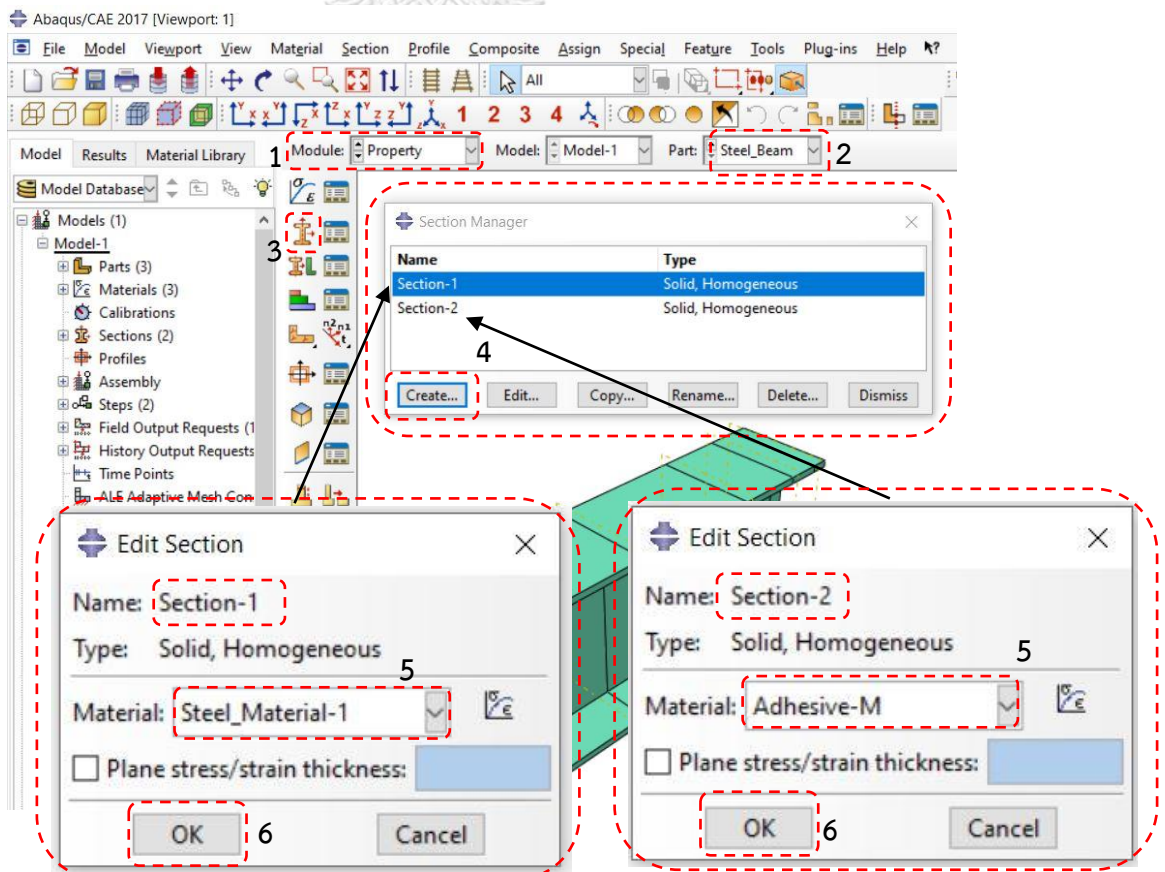 Abaqus/CAE 2017 [Viewport: 1]
File Model Viewport View Material Section Profile Composite Assign Special Feature Tools Plug-ins Help
All
Y x x Y Z x Z x Y z z Y Y Z X 1 2 3 4
Model Results Material Library 1 Module: Property Model: Model-1 Part: Steel_Beam 2
Model Database
σ ε
Models (1)
Model-1
Parts (3)
Materials (3)
Calibrations
Sections (2)
Profiles
Assembly
Steps (2)
Field Output Requests (1
History Output Requests
Time Points
ALE Adaptive Mesh Con
3
n2 n1
t
Section Manager
Name Type
Section-1 Solid, Homogeneous
Section-2 Solid, Homogeneous
4
Create... Edit... Copy... Rename... Delete... Dismiss
Edit Section
Name: Section-1
Type: Solid, Homogeneous
5
Material: Steel_Material-1 σ ε
Plane stress/strain thickness:
OK 6 Cancel
Edit Section
Name: Section-2
Type: Solid, Homogeneous 5
Material: Adhesive-M σ ε
Plane stress/strain thickness:
OK 6 Cancel